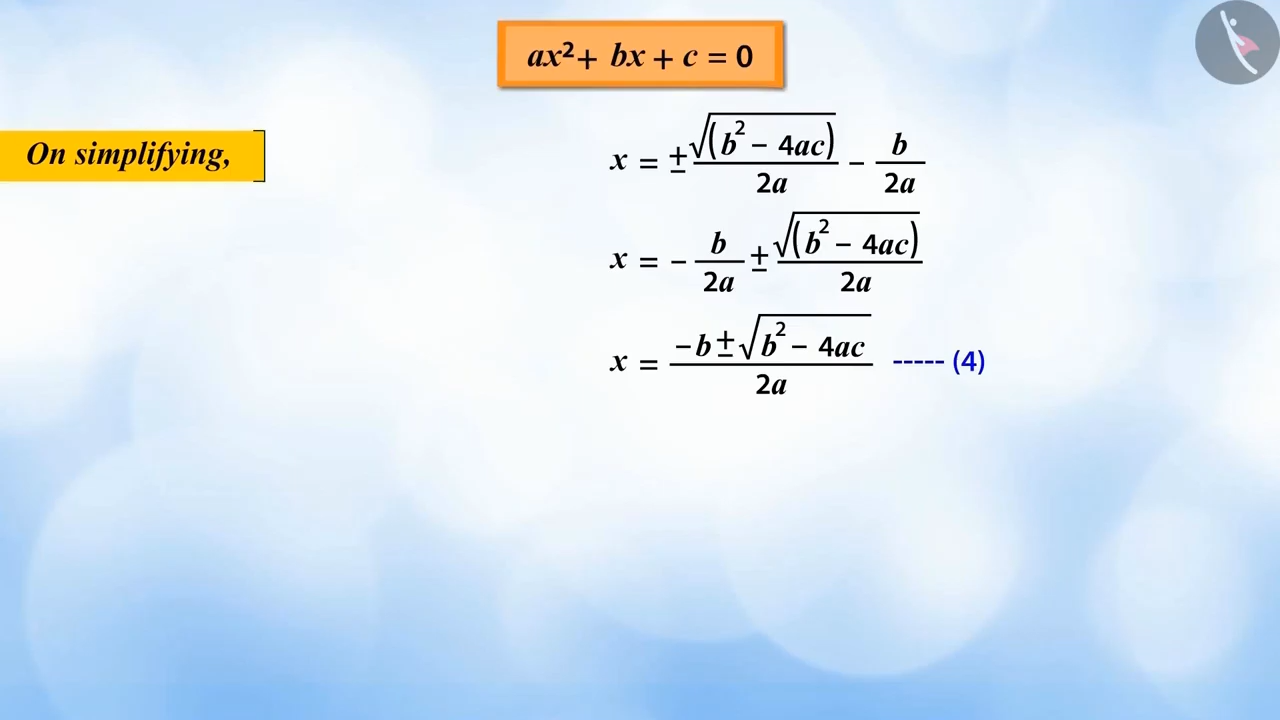 ax² + bx + c = 0
On simplifying,
x = ± √(b² − 4ac) / 2a − b / 2a
x = − b / 2a ± √(b² − 4ac) / 2a
x = −b ± √b² − 4ac / 2a ----- (4)